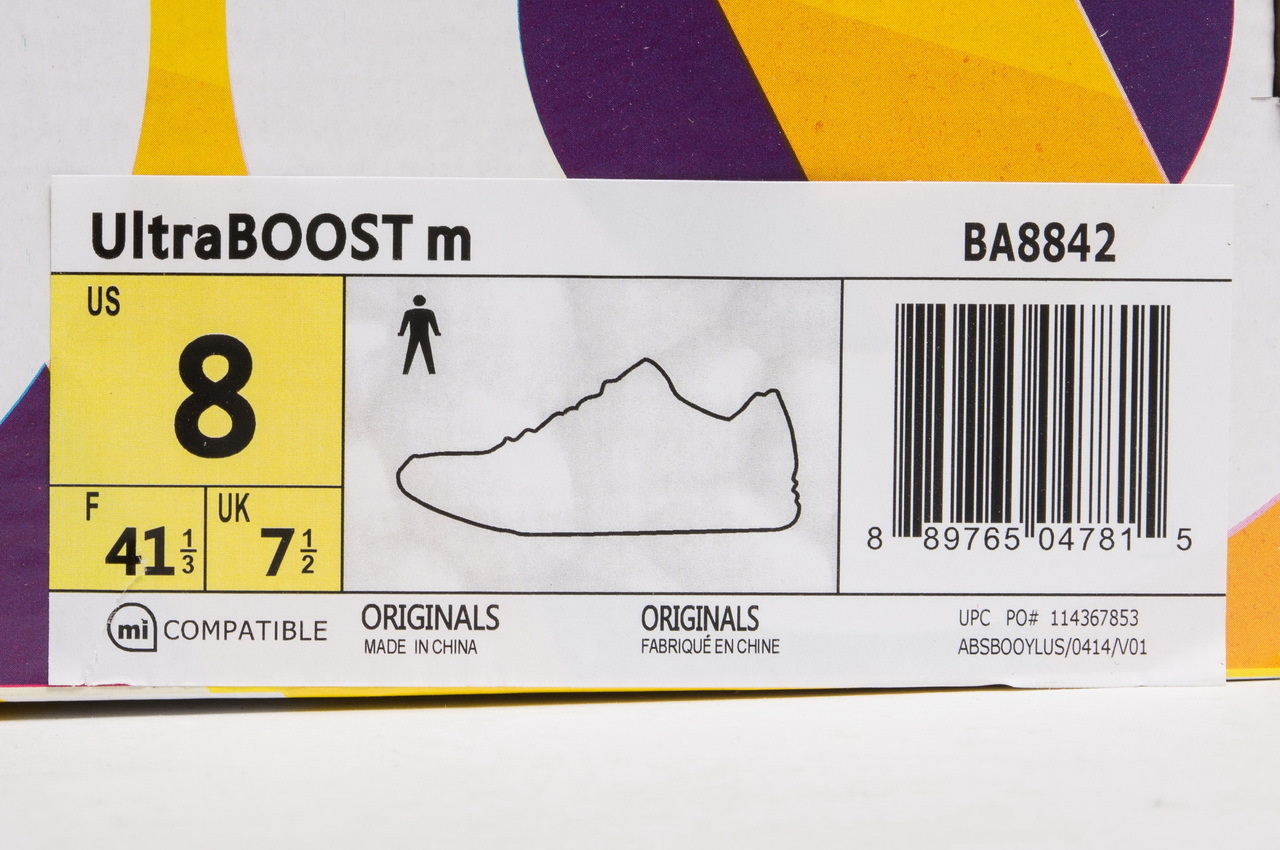 UltraBOOST m
BA8842
US
8
F
41 1/3
UK
7 1/2
8 89765 04781 5
mi COMPATIBLE
ORIGINALS
MADE IN CHINA
ORIGINALS
FABRIQUÉ EN CHINE
UPC PO# 114367853
ABSBOOYLUS/0414/V01